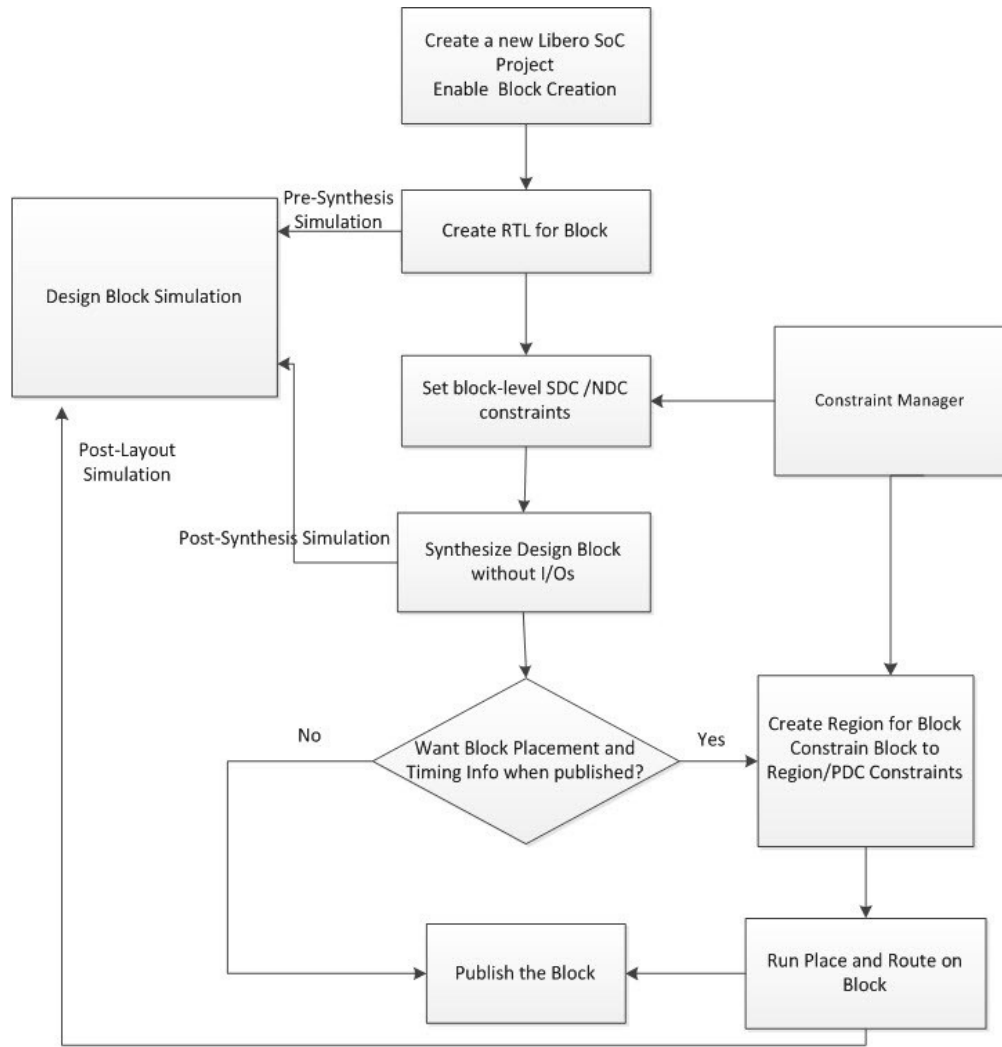 Create a new Libero SoC
Project
Enable Block Creation
Pre-Synthesis
Simulation
Create RTL for Block
Design Block Simulation
Set block-level SDC /NDC
constraints
Constraint Manager
Post-Layout
Simulation
Post-Synthesis Simulation
Synthesize Design Block
without I/Os
No
Want Block Placement and
Timing Info when published?
Yes
Create Region for Block
Constrain Block to
Region/PDC Constraints
Publish the Block
Run Place and Route on
Block